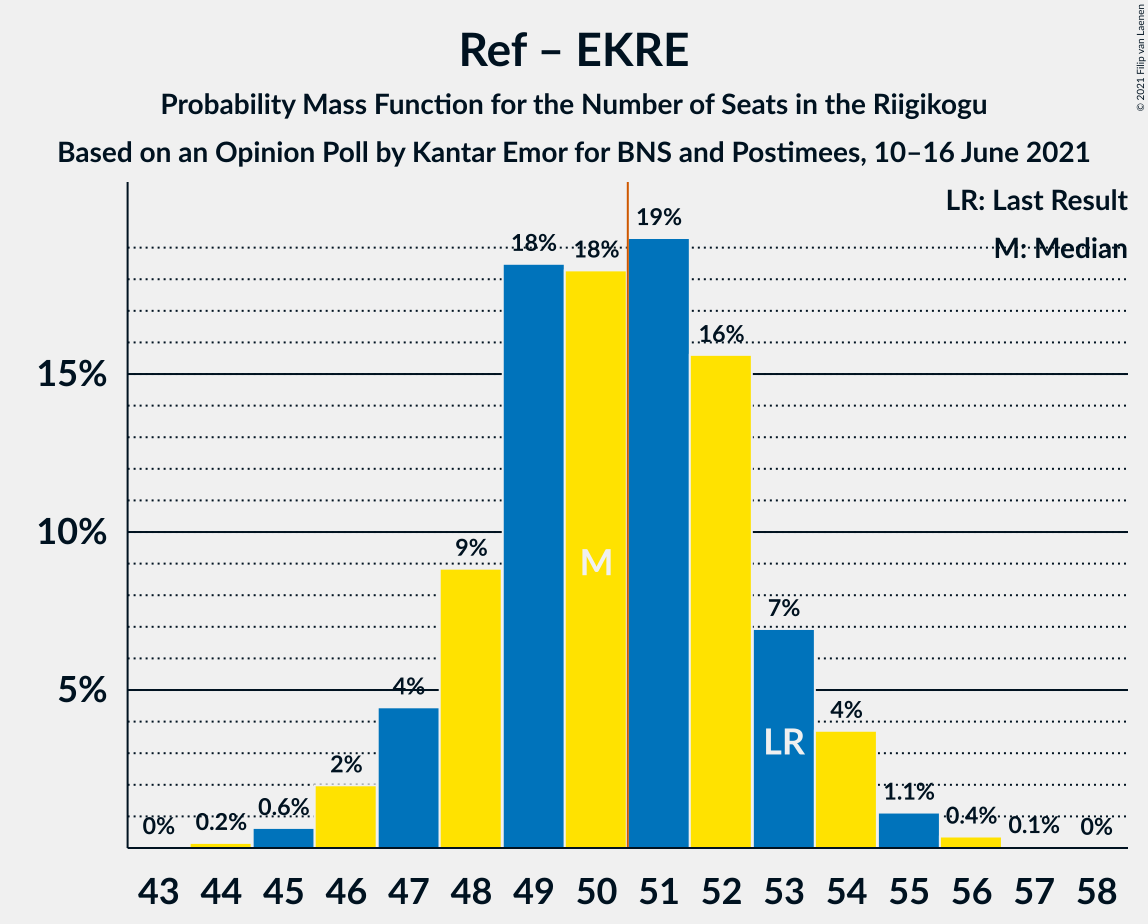 Ref – EKRE
Probability Mass Function for the Number of Seats in the Riigikogu
Based on an Opinion Poll by Kantar Emor for BNS and Postimees, 10–16 June 2021
© 2021 Filip van Laenen
LR: Last Result
M: Median
15%
10%
5%
0%
0.2%
0.6%
2%
4%
9%
18%
18%
19%
16%
7%
4%
1.1%
0.4%
0.1%
0%
M
LR
43 44 45 46 47 48 49 50 51 52 53 54 55 56 57 58